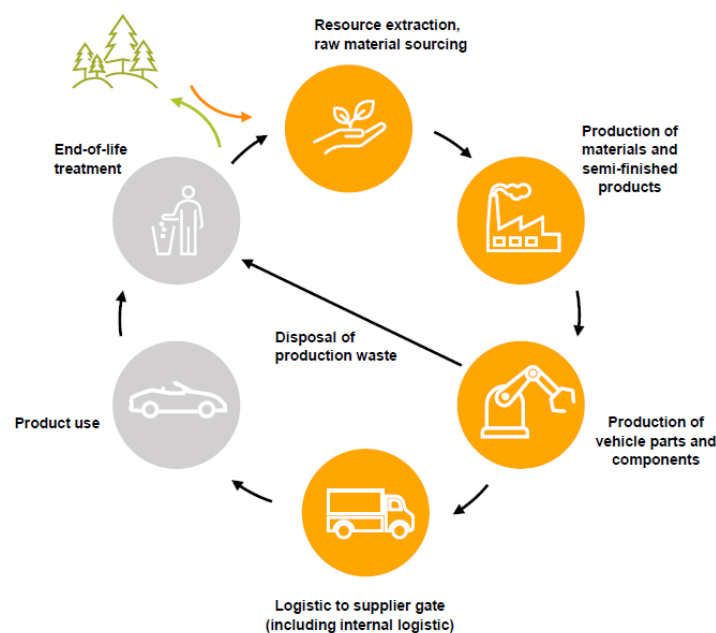 Resource extraction,
raw material sourcing
Production of
materials and
semi-finished
products
End-of-life
treatment
Disposal of
production waste
Product use
Production of
vehicle parts and
components
Logistic to supplier gate
(including internal logistic)